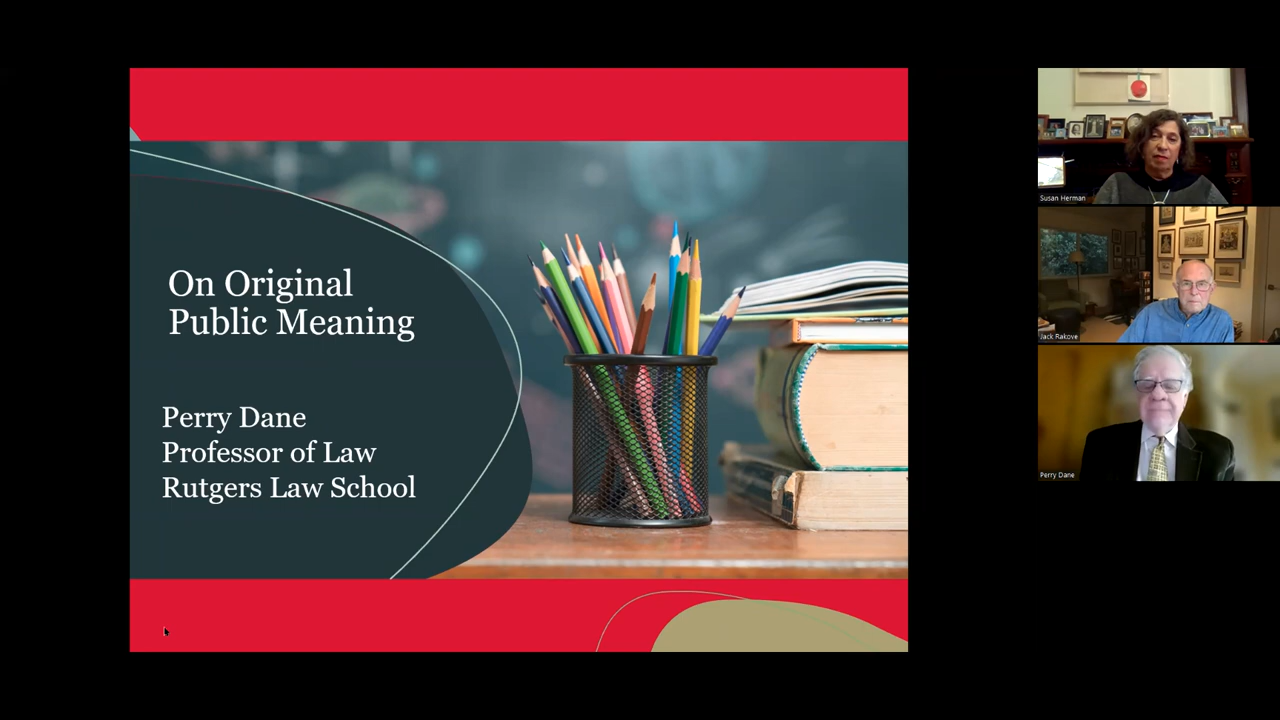 On Original
Public Meaning
Perry Dane
Professor of Law
Rutgers Law School
Susan Herman
Jack Rakove
Perry Dane